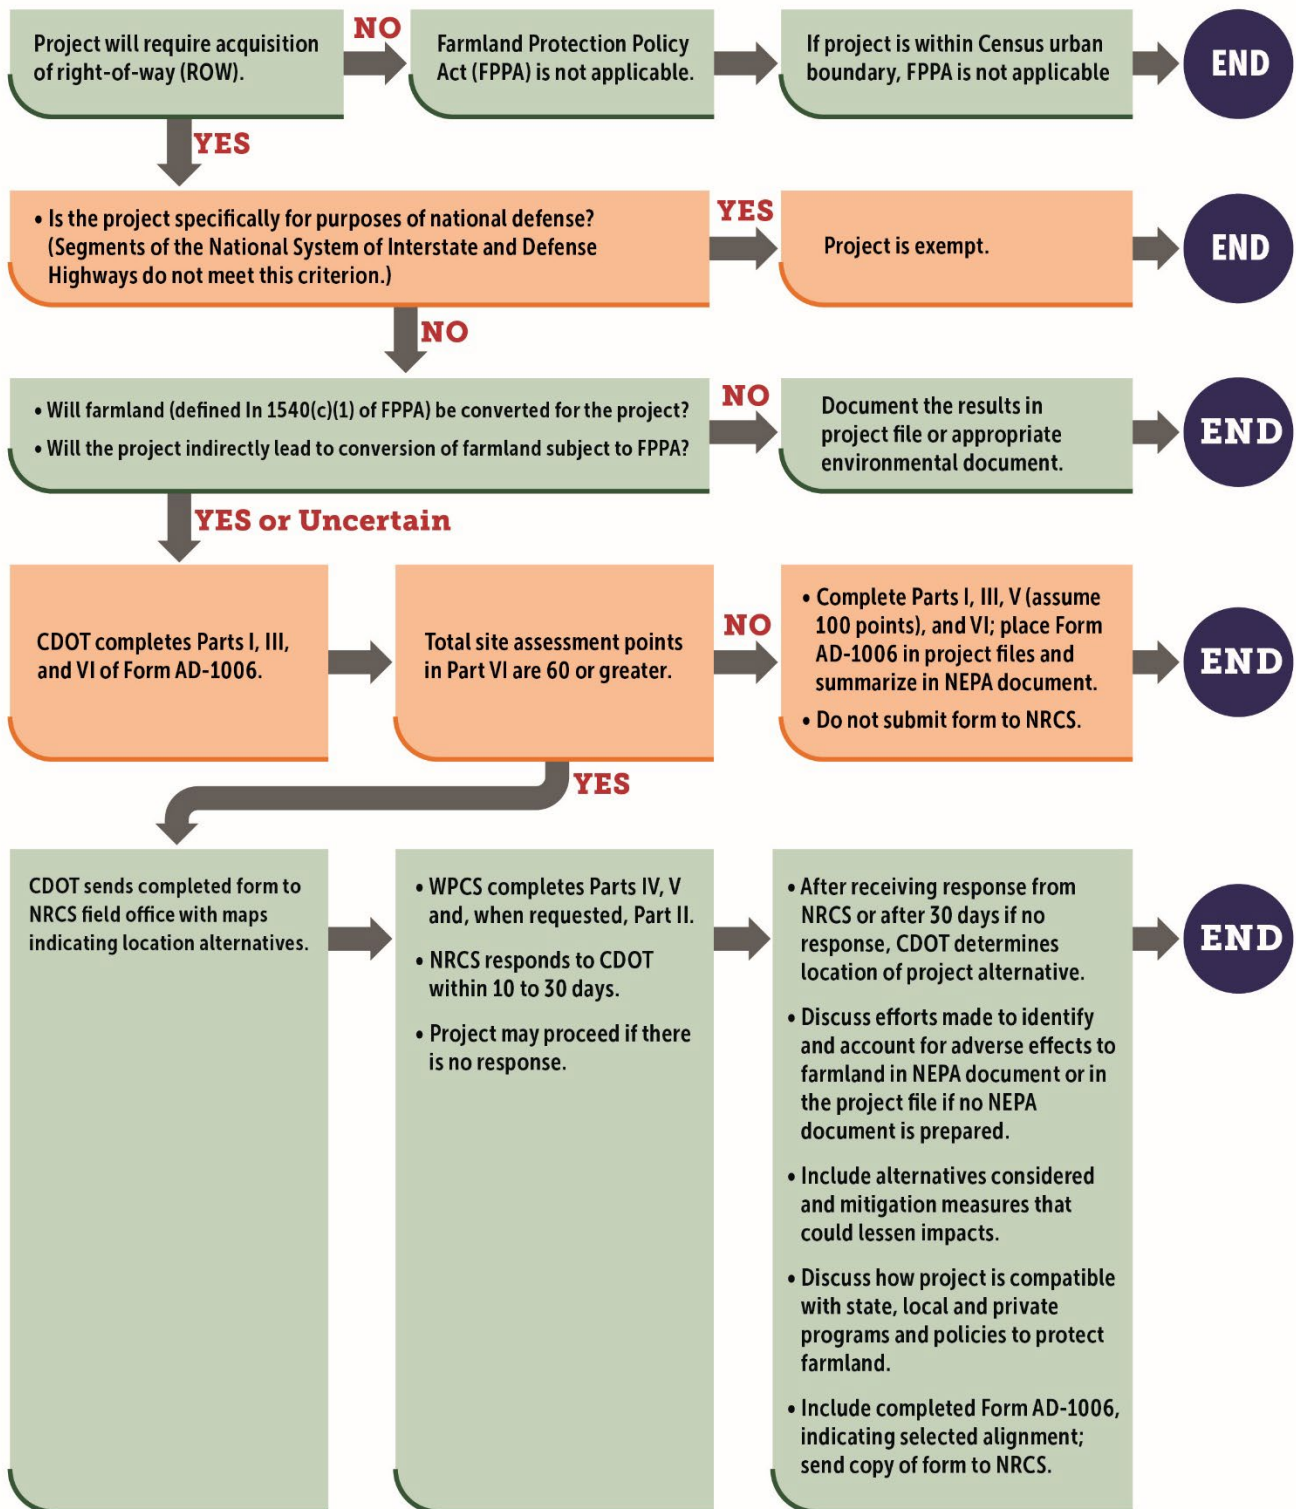 Project will require acquisition
of right-of-way (ROW).
NO
Farmland Protection Policy
Act (FPPA) is not applicable.
If project is within Census urban
boundary, FPPA is not applicable
END
YES
• Is the project specifically for purposes of national defense?
(Segments of the National System of Interstate and Defense
Highways do not meet this criterion.)
YES
Project is exempt.
END
NO
• Will farmland (defined In 1540(c)(1) of FPPA) be converted for the project?
• Will the project indirectly lead to conversion of farmland subject to FPPA?
NO
Document the results in
project file or appropriate
environmental document.
END
YES or Uncertain
CDOT completes Parts I, III,
and VI of Form AD-1006.
Total site assessment points
in Part VI are 60 or greater.
NO
• Complete Parts I, III, V (assume
100 points), and VI; place Form
AD-1006 in project files and
summarize in NEPA document.
• Do not submit form to NRCS.
END
YES
CDOT sends completed form to
NRCS field office with maps
indicating location alternatives.
• WPCS completes Parts IV, V
and, when requested, Part II.
• NRCS responds to CDOT
within 10 to 30 days.
• Project may proceed if there
is no response.
• After receiving response from
NRCS or after 30 days if no
response, CDOT determines
location of project alternative.
• Discuss efforts made to identify
and account for adverse effects to
farmland in NEPA document or in
the project file if no NEPA
document is prepared.
• Include alternatives considered
and mitigation measures that
could lessen impacts.
• Discuss how project is compatible
with state, local and private
programs and policies to protect
farmland.
• Include completed Form AD-1006,
indicating selected alignment;
send copy of form to NRCS.
END